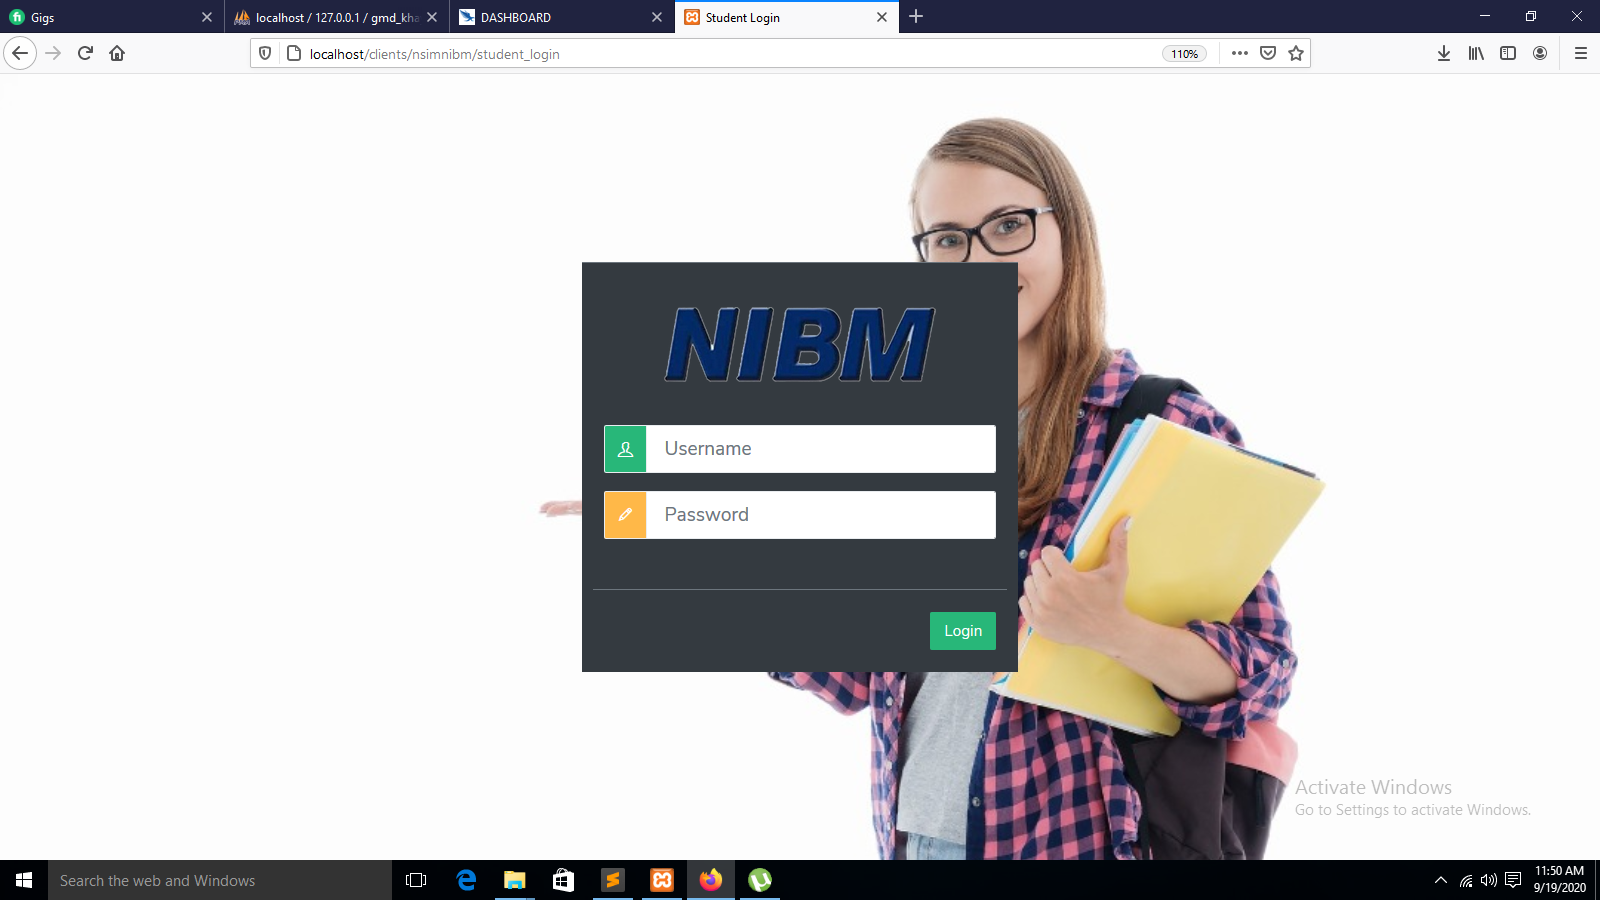 Gigs
localhost / 127.0.0.1 / gmd_kha
DASHBOARD
Student Login
localhost/clients/nsimnibm/student_login
110%
NIBM
Username
Password
Login
Activate Windows
Go to Settings to activate Windows.
Search the web and Windows
11:50 AM
9/19/2020